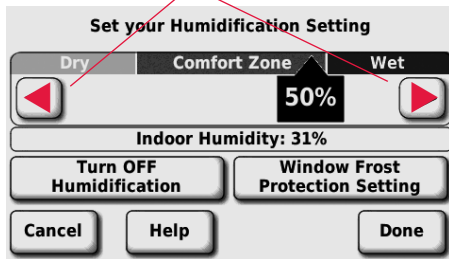 Set your Humidification Setting
Dry Comfort Zone Wet
50%
Indoor Humidity: 31%
Turn OFF Window Frost
Humidification Protection Setting
Cancel Help Done